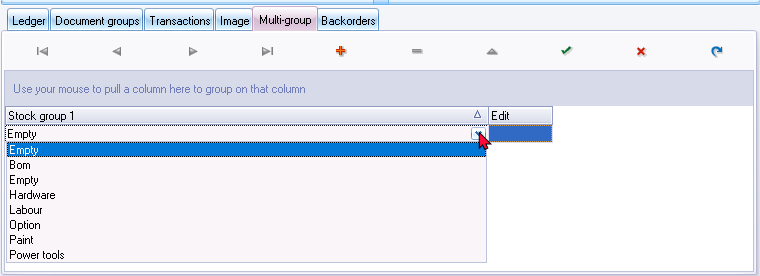 Ledger Document groups Transactions Image Multi-group Backorders
Use your mouse to pull a column here to group on that column
Stock group 1 Edit
Empty
Empty
Bom
Empty
Hardware
Labour
Option
Paint
Power tools